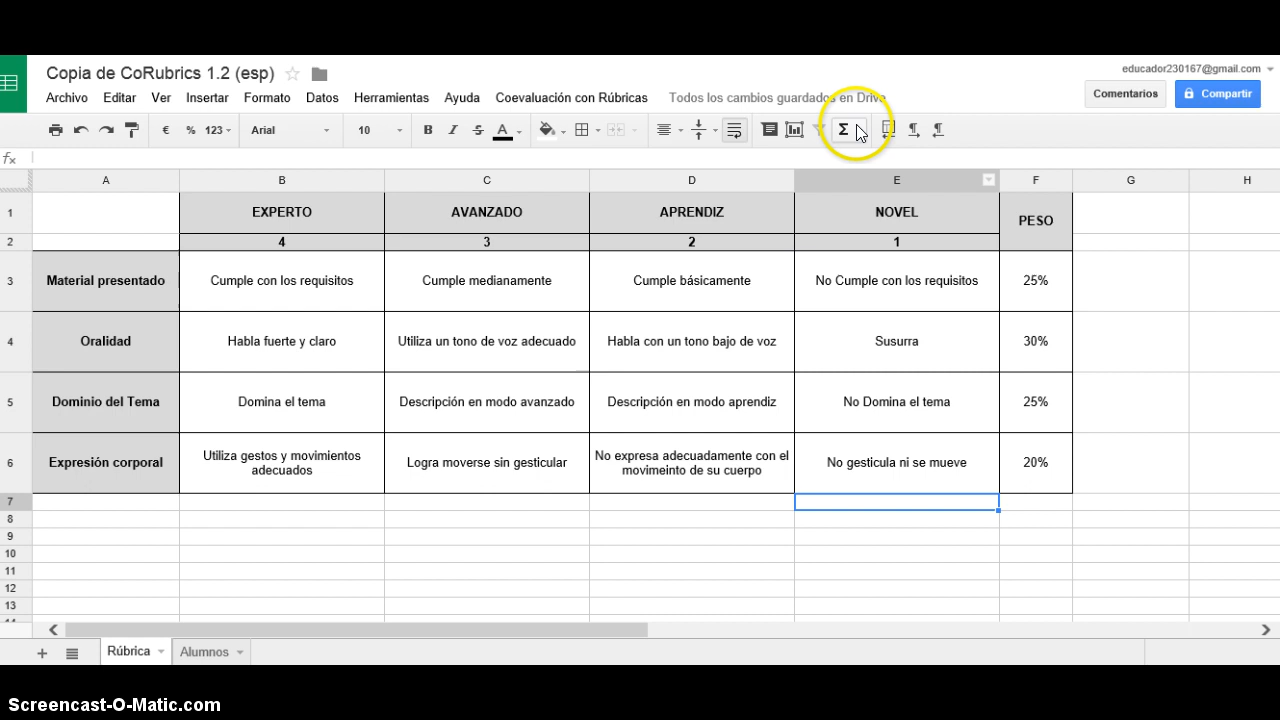 Copia de CoRubrics 1.2 (esp)
educador230167@gmail.com
Archivo Editar Ver Insertar Formato Datos Herramientas Ayuda Coevaluación con Rúbricas Todos los cambios guardados en Drive
Comentarios Compartir
€ % 123 Arial 10 B I S A Σ
fx
A B C D E F G H
1 EXPERTO AVANZADO APRENDIZ NOVEL PESO
2 4 3 2 1
3 Material presentado Cumple con los requisitos Cumple medianamente Cumple básicamente No Cumple con los requisitos 25%
4 Oralidad Habla fuerte y claro Utiliza un tono de voz adecuado Habla con un tono bajo de voz Susurra 30%
5 Dominio del Tema Domina el tema Descripción en modo avanzado Descripción en modo aprendiz No Domina el tema 25%
6 Expresión corporal Utiliza gestos y movimientos adecuados Logra moverse sin gesticular No expresa adecuadamente con el movimeinto de su cuerpo No gesticula ni se mueve 20%
7
8
9
10
11
12
13
Rúbrica Alumnos
Screencast-O-Matic.com